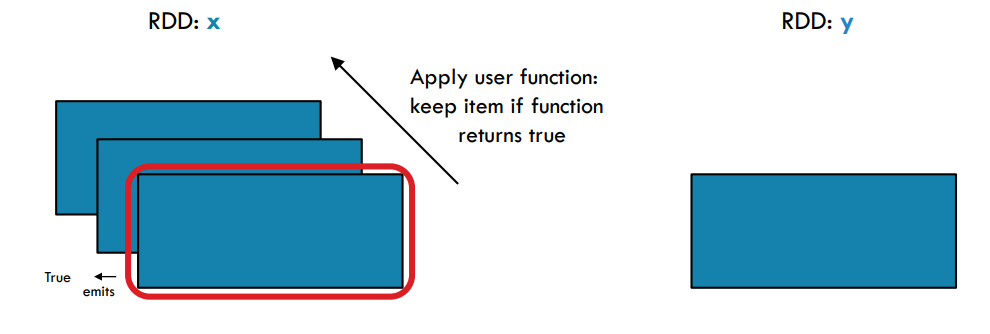 RDD: x
RDD: y
Apply user function:
keep item if function
returns true
True
emits